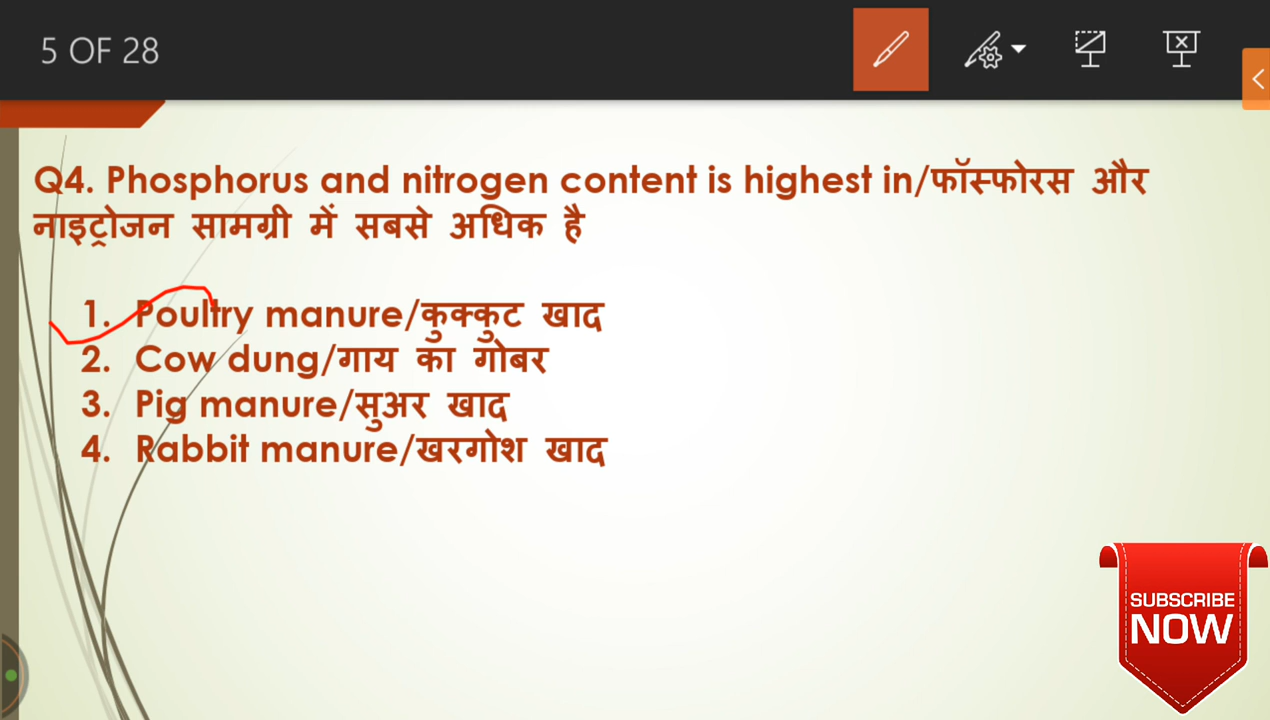 5 OF 28
Q4. Phosphorus and nitrogen content is highest in/फॉस्फोरस और
नाइट्रोजन सामग्री में सबसे अधिक है
1. Poultry manure/कुक्कुट खाद
2. Cow dung/गाय का गोबर
3. Pig manure/सुअर खाद
4. Rabbit manure/खरगोश खाद
SUBSCRIBE
NOW